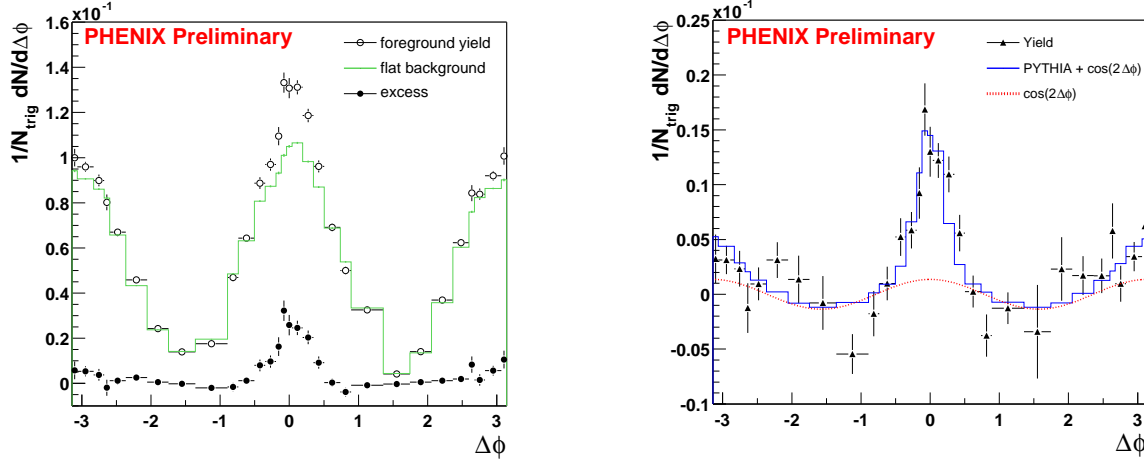 ×10⁻¹
PHENIX Preliminary
foreground yield
flat background
excess
1/N_trig dN/dΔϕ
1.6
1.4
1.2
1
0.8
0.6
0.4
0.2
0
-3 -2 -1 0 1 2 3
Δϕ
×10⁻¹
PHENIX Preliminary
Yield
PYTHIA + cos(2Δϕ)
cos(2Δϕ)
1/N_trig dN/dΔϕ
0.25
0.2
0.15
0.1
0.05
0
-0.05
-0.1
-3 -2 -1 0 1 2 3
Δϕ